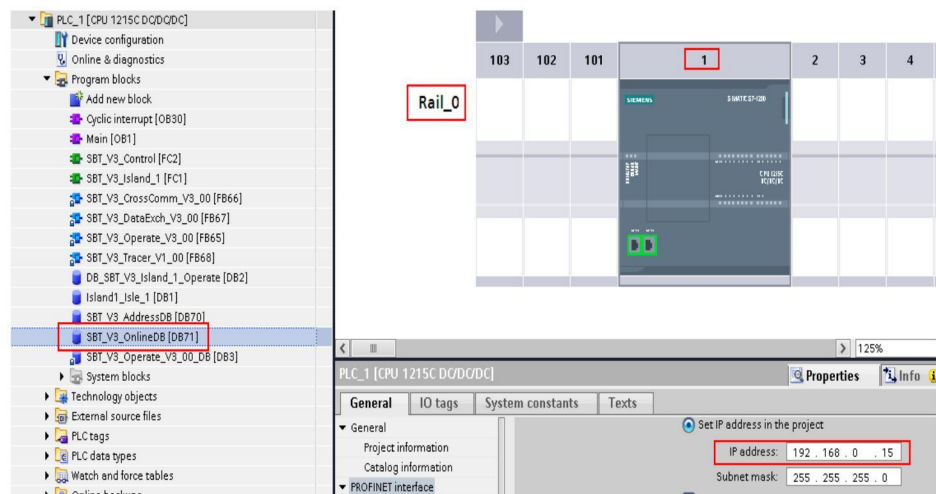 PLC_1 [CPU 1215C DC/DC/DC]
Device configuration
Online & diagnostics
Program blocks
Add new block
Cyclic interrupt [OB30]
Main [OB1]
SBT_V3_Control [FC2]
SBT_V3_Island_1 [FC1]
SBT_V3_CrossComm_V3_00 [FB66]
SBT_V3_DataExch_V3_00 [FB67]
SBT_V3_Operate_V3_00 [FB65]
SBT_V3_Tracer_V1_00 [FB68]
DB_SBT_V3_Island_1_Operate [DB2]
Island1_Isle_1 [DB1]
SBT_V3_AddressDB [DB70]
SBT_V3_OnlineDB [DB71]
SBT_V3_Operate_V3_00_DB [DB3]
System blocks
Technology objects
External source files
PLC tags
PLC data types
Watch and force tables
Online backups
103 102 101 1 2 3 4
Rail_0
SIEMENS SIMATIC S7-1200
CPU 1215C
DC/DC/DC
125%
PLC_1 [CPU 1215C DC/DC/DC]
Properties Info
General IO tags System constants Texts
General
Project information
Catalog information
PROFINET interface
Set IP address in the project
IP address: 192 . 168 . 0 . 15
Subnet mask: 255 . 255 . 255 . 0